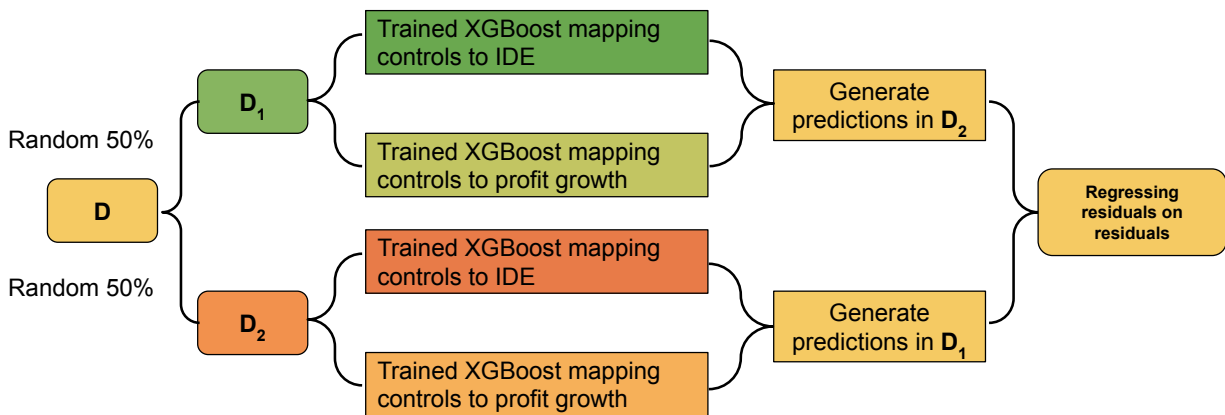 Trained XGBoost mapping
controls to IDE
D1
Generate
predictions in D2
Random 50%
Trained XGBoost mapping
controls to profit growth
D
Regressing
residuals on
residuals
Trained XGBoost mapping
controls to IDE
Random 50%
D2
Generate
predictions in D1
Trained XGBoost mapping
controls to profit growth